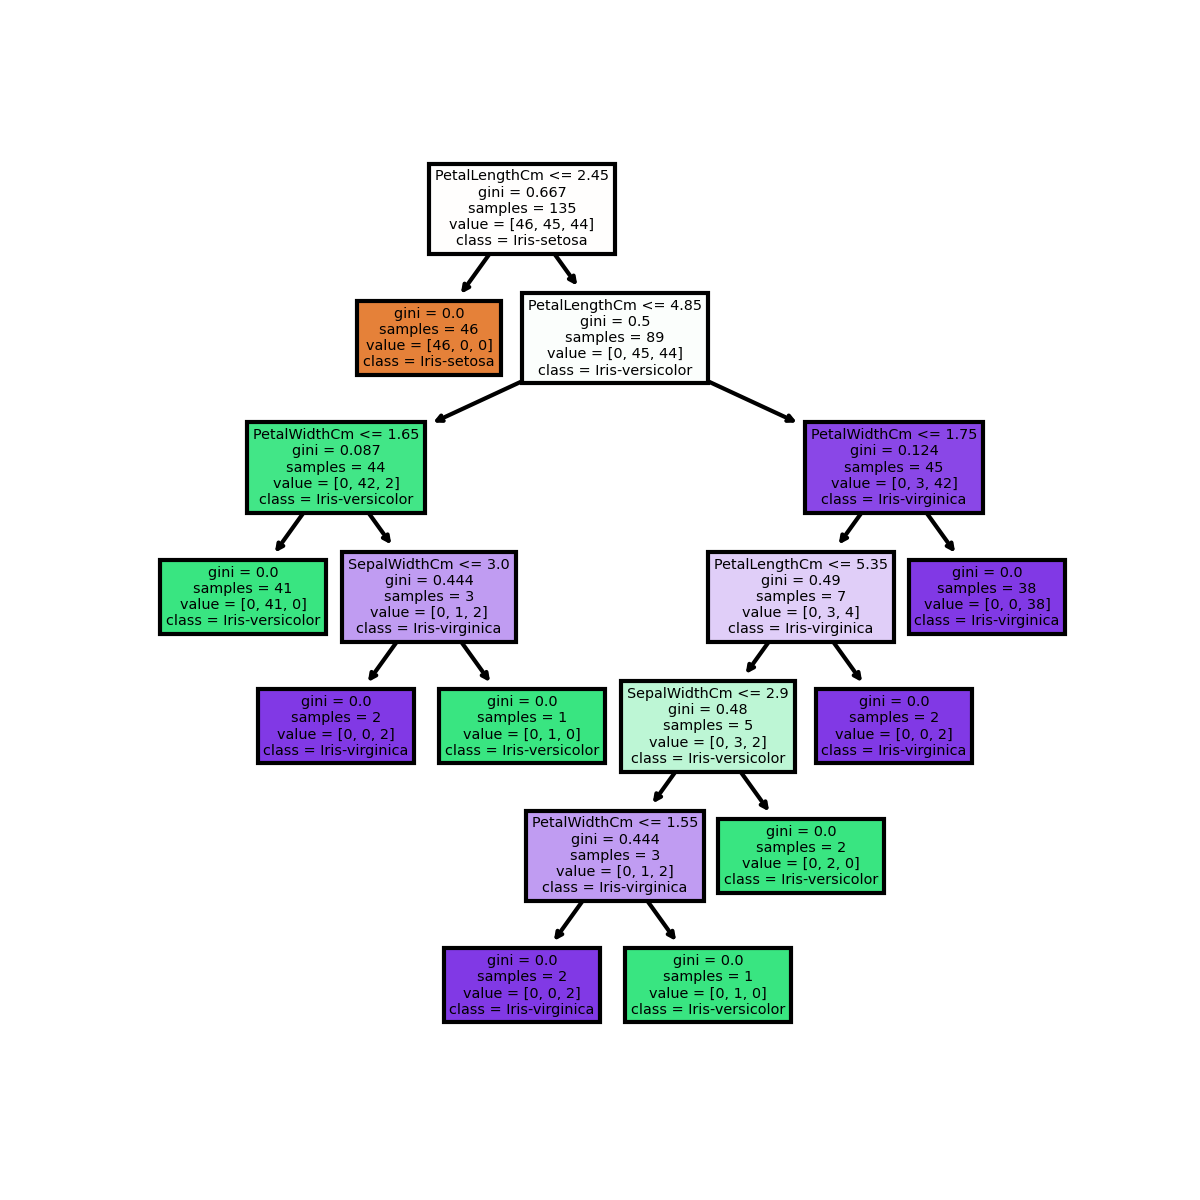 PetalLengthCm <= 2.45
gini = 0.667
samples = 135
value = [46, 45, 44]
class = Iris-setosa
gini = 0.0
samples = 46
value = [46, 0, 0]
class = Iris-setosa
PetalLengthCm <= 4.85
gini = 0.5
samples = 89
value = [0, 45, 44]
class = Iris-versicolor
PetalWidthCm <= 1.65
gini = 0.087
samples = 44
value = [0, 42, 2]
class = Iris-versicolor
PetalWidthCm <= 1.75
gini = 0.124
samples = 45
value = [0, 3, 42]
class = Iris-virginica
gini = 0.0
samples = 41
value = [0, 41, 0]
class = Iris-versicolor
SepalWidthCm <= 3.0
gini = 0.444
samples = 3
value = [0, 1, 2]
class = Iris-virginica
PetalLengthCm <= 5.35
gini = 0.49
samples = 7
value = [0, 3, 4]
class = Iris-virginica
gini = 0.0
samples = 38
value = [0, 0, 38]
class = Iris-virginica
gini = 0.0
samples = 2
value = [0, 0, 2]
class = Iris-virginica
gini = 0.0
samples = 1
value = [0, 1, 0]
class = Iris-versicolor
SepalWidthCm <= 2.9
gini = 0.48
samples = 5
value = [0, 3, 2]
class = Iris-versicolor
gini = 0.0
samples = 2
value = [0, 0, 2]
class = Iris-virginica
PetalWidthCm <= 1.55
gini = 0.444
samples = 3
value = [0, 1, 2]
class = Iris-virginica
gini = 0.0
samples = 2
value = [0, 2, 0]
class = Iris-versicolor
gini = 0.0
samples = 2
value = [0, 0, 2]
class = Iris-virginica
gini = 0.0
samples = 1
value = [0, 1, 0]
class = Iris-versicolor